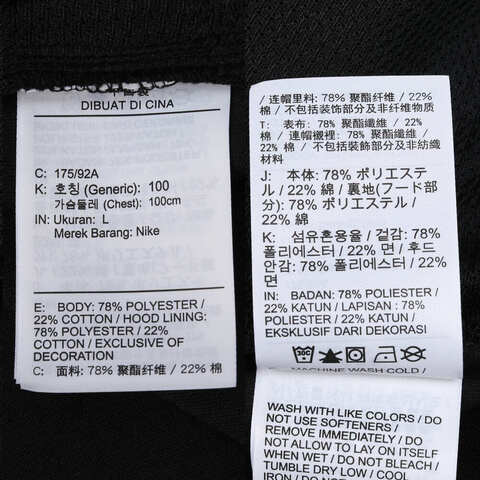 DIBUAT DI CINA
C: 175/92A
K: 호칭 (Generic): 100
가슴둘레 (Chest): 100cm
IN: Ukuran: L
Merek Barang: Nike
E: BODY: 78% POLYESTER /
22% COTTON / HOOD LINING:
78% POLYESTER / 22%
COTTON / EXCLUSIVE OF
DECORATION
C: 面料: 78% 聚酯纤维 / 22% 棉
/ 连帽里料: 78% 聚酯纤维 / 22%
棉 / 不包括装饰部分及非纤维物质
T: 表布: 78% 聚酯纖維 / 22%
棉 / 連帽襯裡: 78% 聚酯纖維 /
22% 棉 / 不包括裝飾部分及非紡織
材料
J: 本体: 78% ポリエステ
ル / 22% 綿 / 裏地(フード部
分): 78% ポリエステル /
22% 綿
K: 섬유혼용율 / 겉감: 78%
폴리에스터 / 22% 면 / 후드
안감: 78% 폴리에스터 / 22%
면
IN: BADAN: 78% POLIESTER /
22% KATUN / LAPISAN : 78%
POLIESTER / 22% KATUN /
EKSKLUSIF DARI DEKORASI
30C
MACHINE WASH COLD /
WASH WITH LIKE COLORS / DO
NOT USE SOFTENERS /
REMOVE IMMEDIATELY / DO
NOT ALLOW TO LAY ON ITSELF
WHEN WET / DO NOT BLEACH /
TUMBLE DRY LOW / COOL
IRON / DO NOT